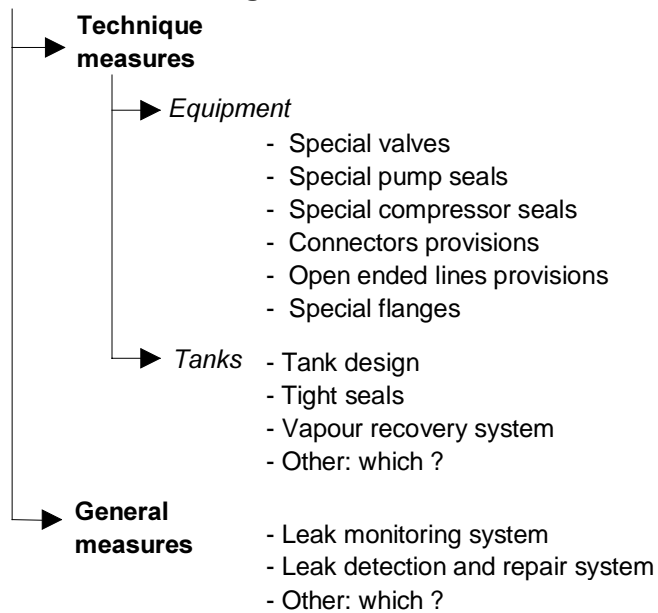 Technique
measures
Equipment
- Special valves
- Special pump seals
- Special compressor seals
- Connectors provisions
- Open ended lines provisions
- Special flanges
Tanks - Tank design
- Tight seals
- Vapour recovery system
- Other: which ?
General
measures
- Leak monitoring system
- Leak detection and repair system
- Other: which ?